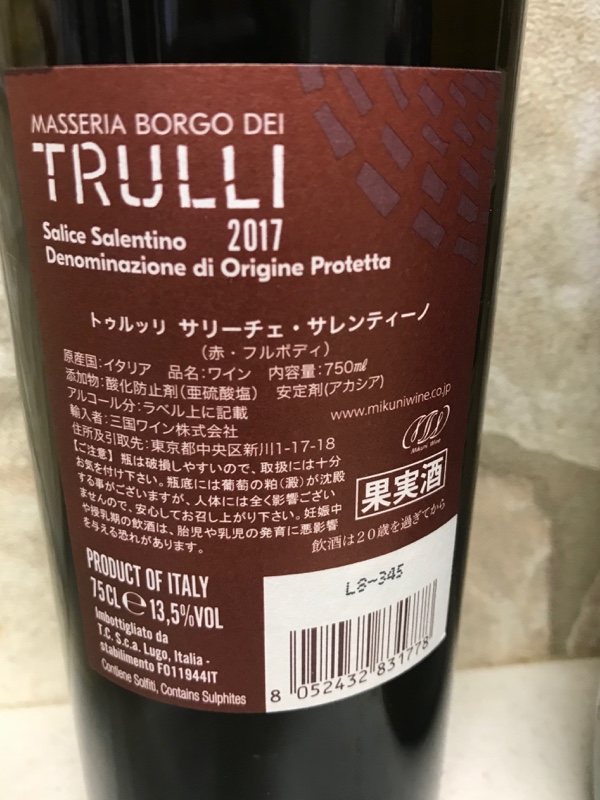 MASSERIA BORGO DEI
TRULLI
Salice Salentino 2017
Denominazione di Origine Protetta
トゥルッリ サリーチェ・サレンティーノ
（赤・フルボディ）
原産国：イタリア 品名：ワイン 内容量：750㎖
添加物：酸化防止剤（亜硫酸塩） 安定剤(アカシア)
アルコール分：ラベル上に記載
www.mikuniwine.co.jp
輸入者：三国ワイン株式会社
住所及引取先：東京都中央区新川1-17-18
Mikuni Wine
【ご注意】瓶は破損しやすいので、取扱には十分
お気を付け下さい。瓶底には葡萄の粕（澱）が沈殿
する事がございますが、人体には全く影響ござい
ませんので、安心してお召し上がり下さい。妊娠中
や授乳期の飲酒は、胎児や乳児の発育に悪影響
を与える恐れがあります。
果実酒
飲酒は20歳を過ぎてから
PRODUCT OF ITALY
75CL ℮ 13,5%VOL
Imbottigliato da
T.C. S.c.a. Lugo, Italia -
stabilimento FO11944IT
Contiene Solfiti, Contains Sulphites
L8~345
8 052432 831778